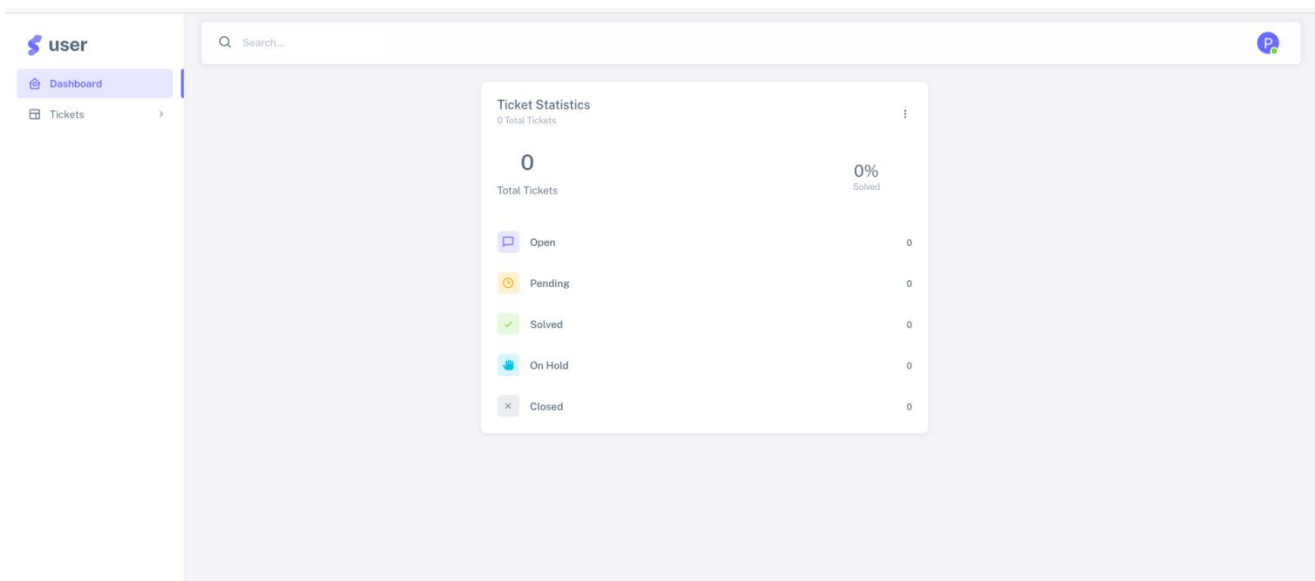 user
Search...
P
Dashboard
Tickets
Ticket Statistics
0 Total Tickets
0
Total Tickets
0%
Solved
Open 0
Pending 0
Solved 0
On Hold 0
Closed 0